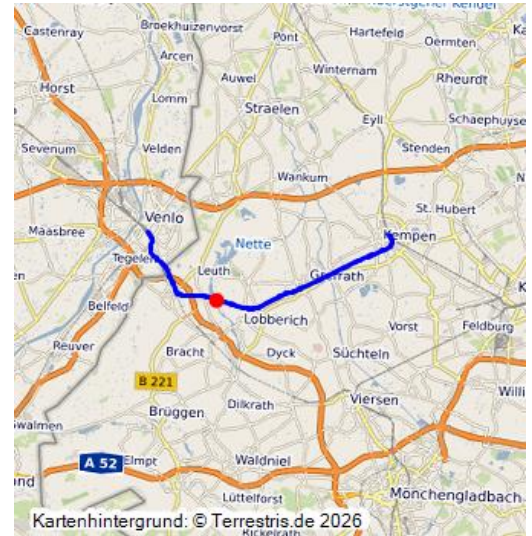 Castenray
Broekhuizenvorst
Pont
Hartefeld
Oermten
Arcen
Winternam
Rheurdt
Horst
Auwel
Lomm
Straelen
Schaephuyse
Eyll
Sevenum
Velden
Stenden
Wankum
St. Hubert
Venlo
Maasbree
Kempen
Nette
Tegelen
Leuth
Grefrath
Belfeld
Lobberich
Vorst
Feldburg
Reuver
Bracht
Dyck
Süchteln
B 221
Viersen
Willi
Swalmen
Brüggen
Dilkrath
A 52
Elmpt
Waldniel
Lüttelforst
Mönchengladbach
Rickelrath
Kartenhintergrund: © Terrestris.de 2026